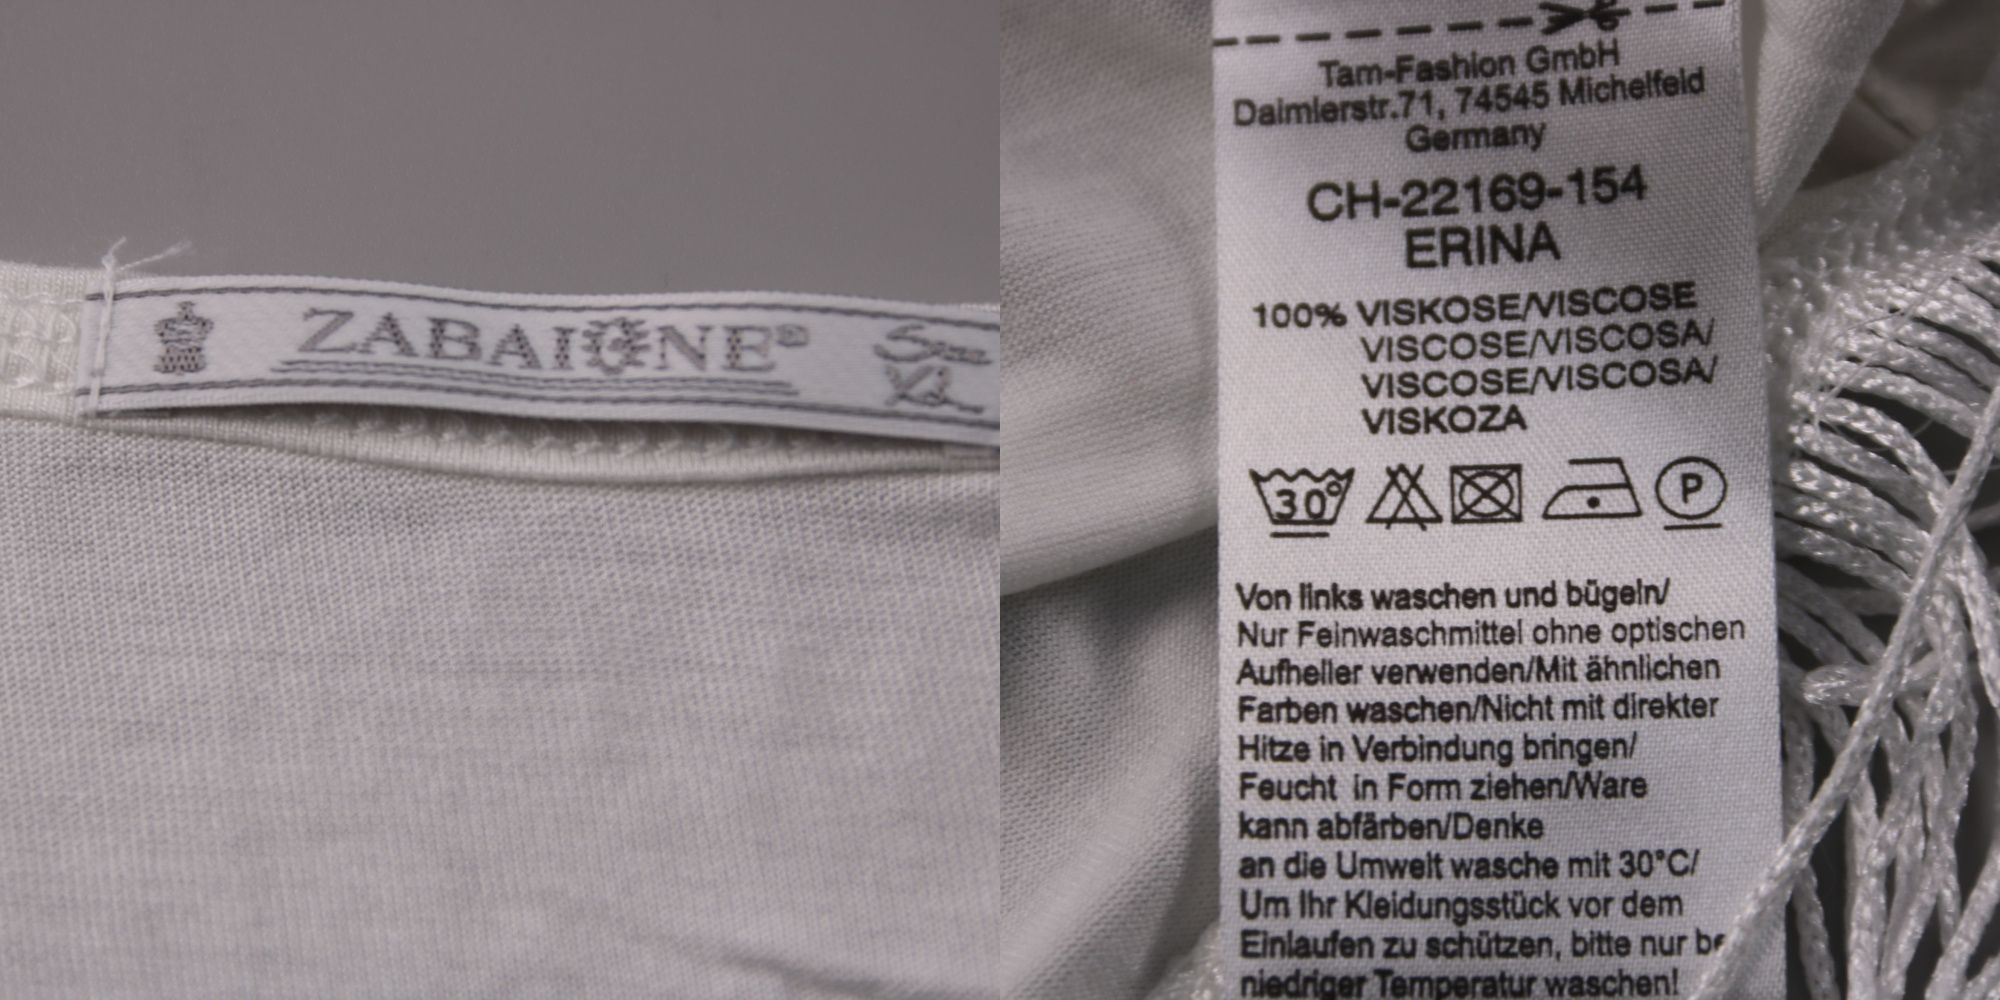 ZABAIONE®
Size
XL
Tam-Fashion GmbH
Daimlerstr.71, 74545 Michelfeld
Germany
CH-22169-154
ERINA
100% VISKOSE/VISCOSE
VISCOSE/VISCOSA/
VISCOSE/VISCOSA/
VISKOZA
30°
P
Von links waschen und bügeln/
Nur Feinwaschmittel ohne optischen
Aufheller verwenden/Mit ähnlichen
Farben waschen/Nicht mit direkter
Hitze in Verbindung bringen/
Feucht in Form ziehen/Ware
kann abfärben/Denke
an die Umwelt wasche mit 30°C/
Um Ihr Kleidungsstück vor dem
Einlaufen zu schützen, bitte nur be
niedriger Temperatur waschen!